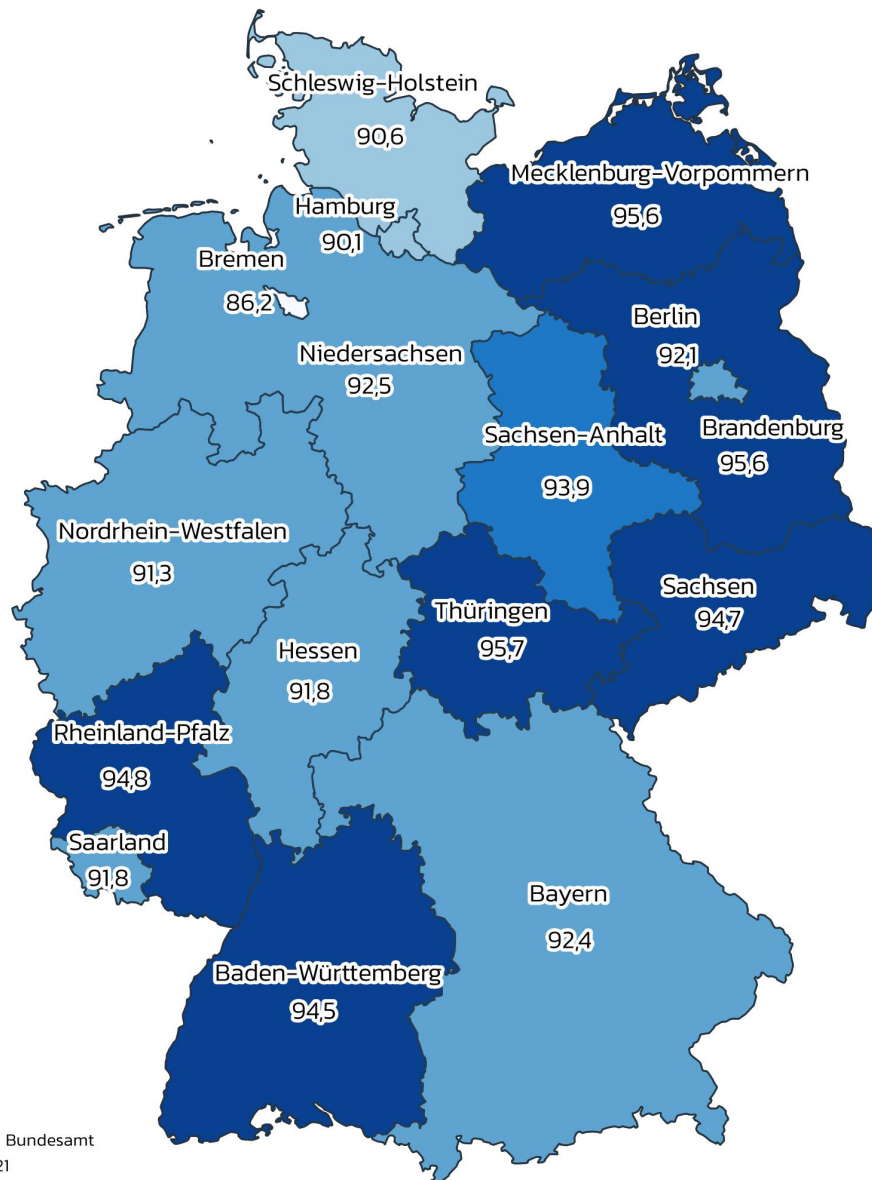 Schleswig-Holstein
90,6
Mecklenburg-Vorpommern
95,6
Hamburg
90,1
Bremen
86,2
Berlin
92,1
Niedersachsen
92,5
Brandenburg
95,6
Sachsen-Anhalt
93,9
Nordrhein-Westfalen
91,3
Sachsen
94,7
Thüringen
95,7
Hessen
91,8
Rheinland-Pfalz
94,8
Saarland
91,8
Bayern
92,4
Baden-Württemberg
94,5
Bundesamt
21